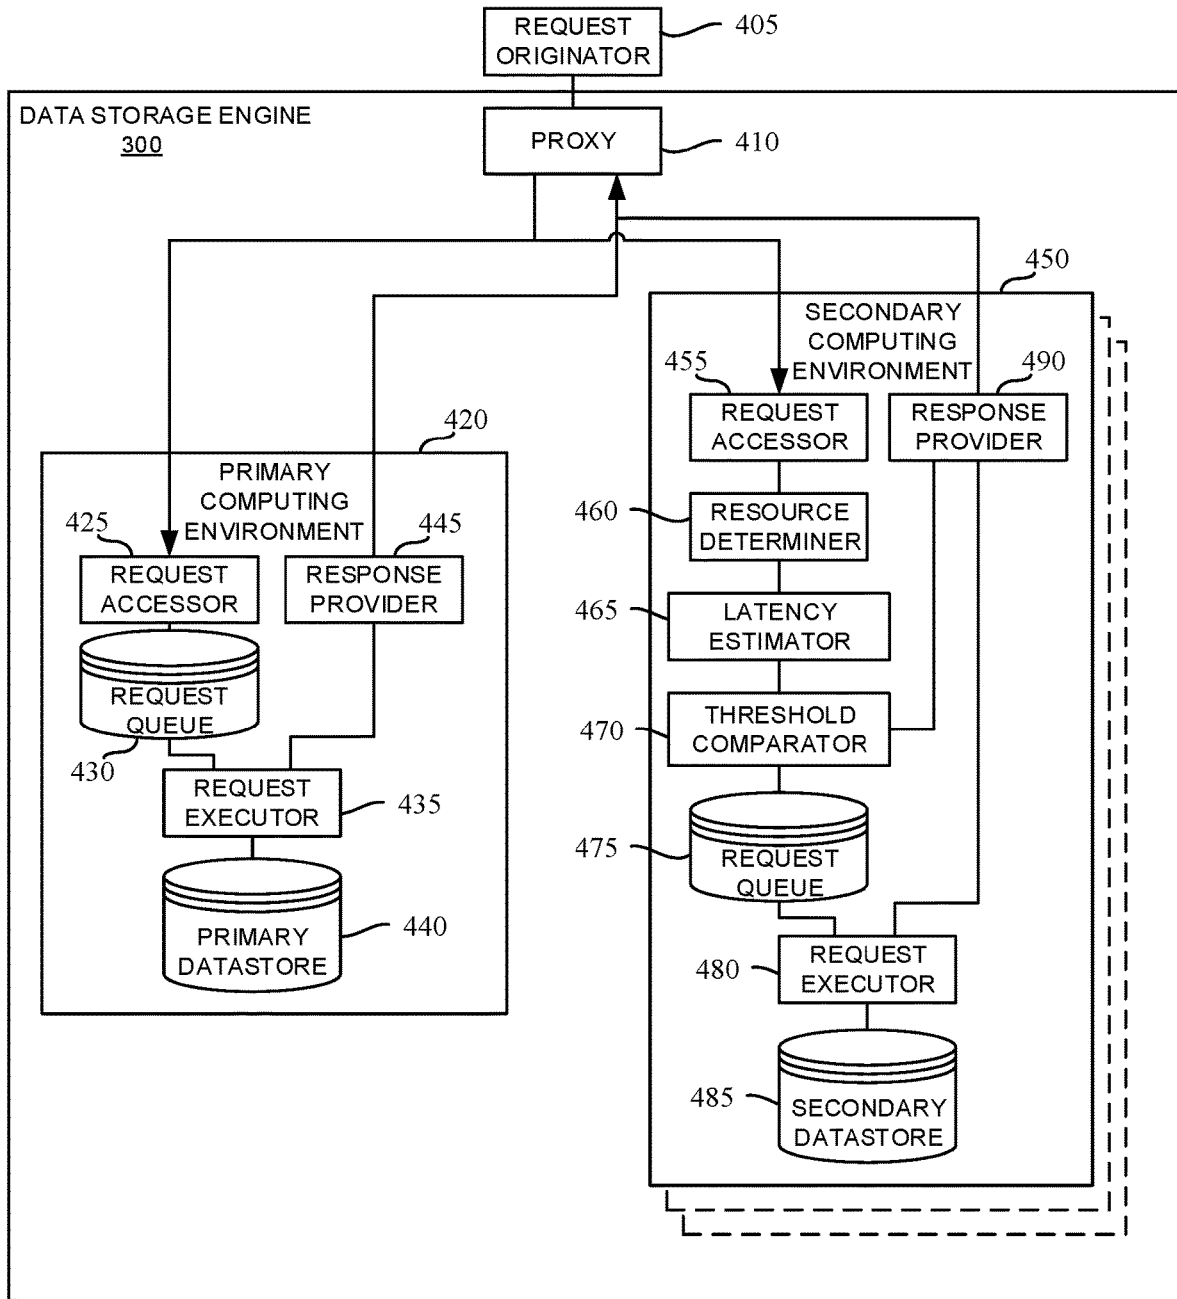 REQUEST
ORIGINATOR
405
DATA STORAGE ENGINE
300
PROXY
410
450
SECONDARY
COMPUTING
ENVIRONMENT
455
490
REQUEST
ACCESSOR
RESPONSE
PROVIDER
420
PRIMARY
COMPUTING
ENVIRONMENT
425
445
REQUEST
ACCESSOR
RESPONSE
PROVIDER
460
RESOURCE
DETERMINER
465
LATENCY
ESTIMATOR
REQUEST
QUEUE
430
470
THRESHOLD
COMPARATOR
REQUEST
EXECUTOR
435
475
REQUEST
QUEUE
PRIMARY
DATASTORE
440
480
REQUEST
EXECUTOR
485
SECONDARY
DATASTORE